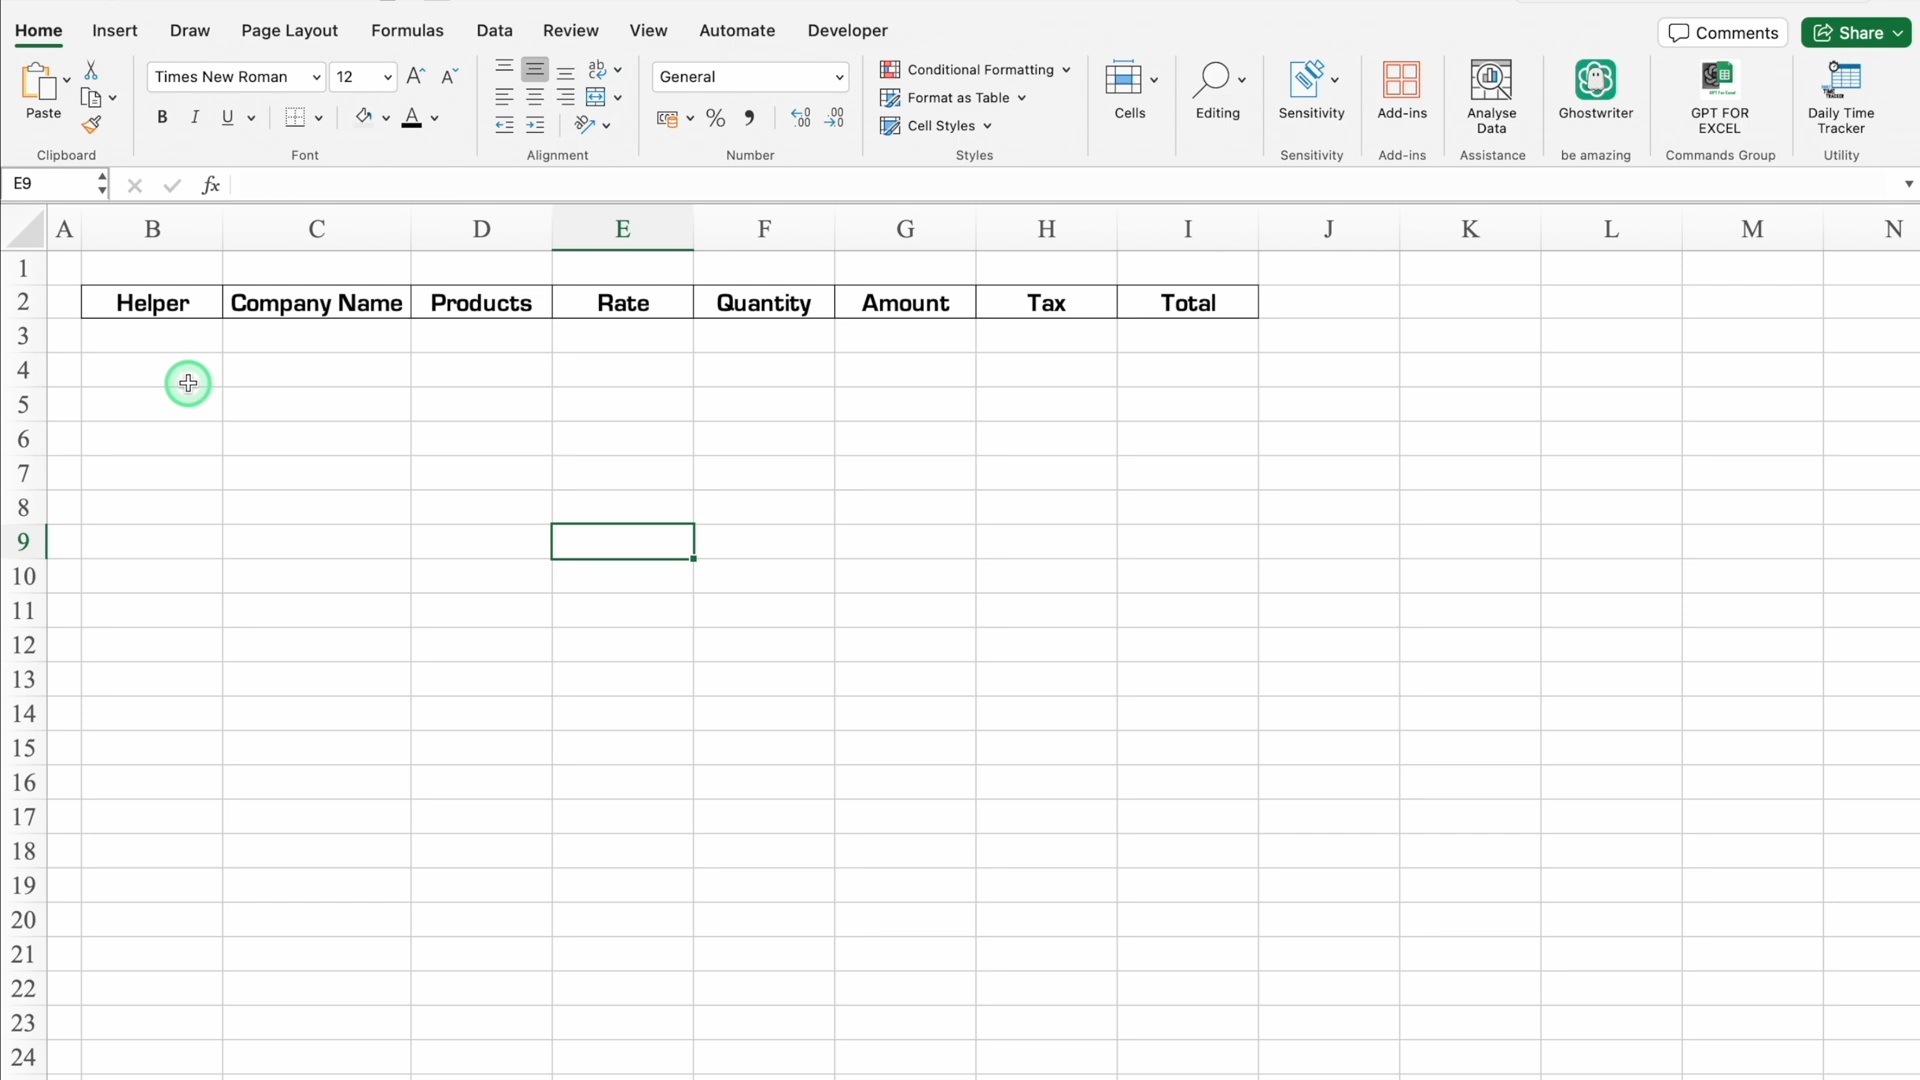 Home Insert Draw Page Layout Formulas Data Review View Automate Developer Comments Share
Times New Roman 12 General Conditional Formatting
Format as Table
Paste Cells Editing Sensitivity Add-ins Analyse Data Ghostwriter GPT FOR EXCEL Daily Time Tracker
B I U A % Cell Styles
Clipboard Font Alignment Number Styles Sensitivity Add-ins Assistance be amazing Commands Group Utility
E9 fx
A B C D E F G H I J K L M N
1
2 Helper Company Name Products Rate Quantity Amount Tax Total
3
4
5
6
7
8
9
10
11
12
13
14
15
16
17
18
19
20
21
22
23
24